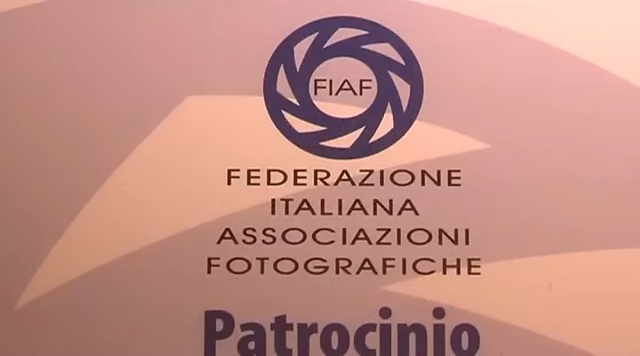 FIAF
FEDERAZIONE
ITALIANA
ASSOCIAZIONI
FOTOGRAFICHE
Patrocinio